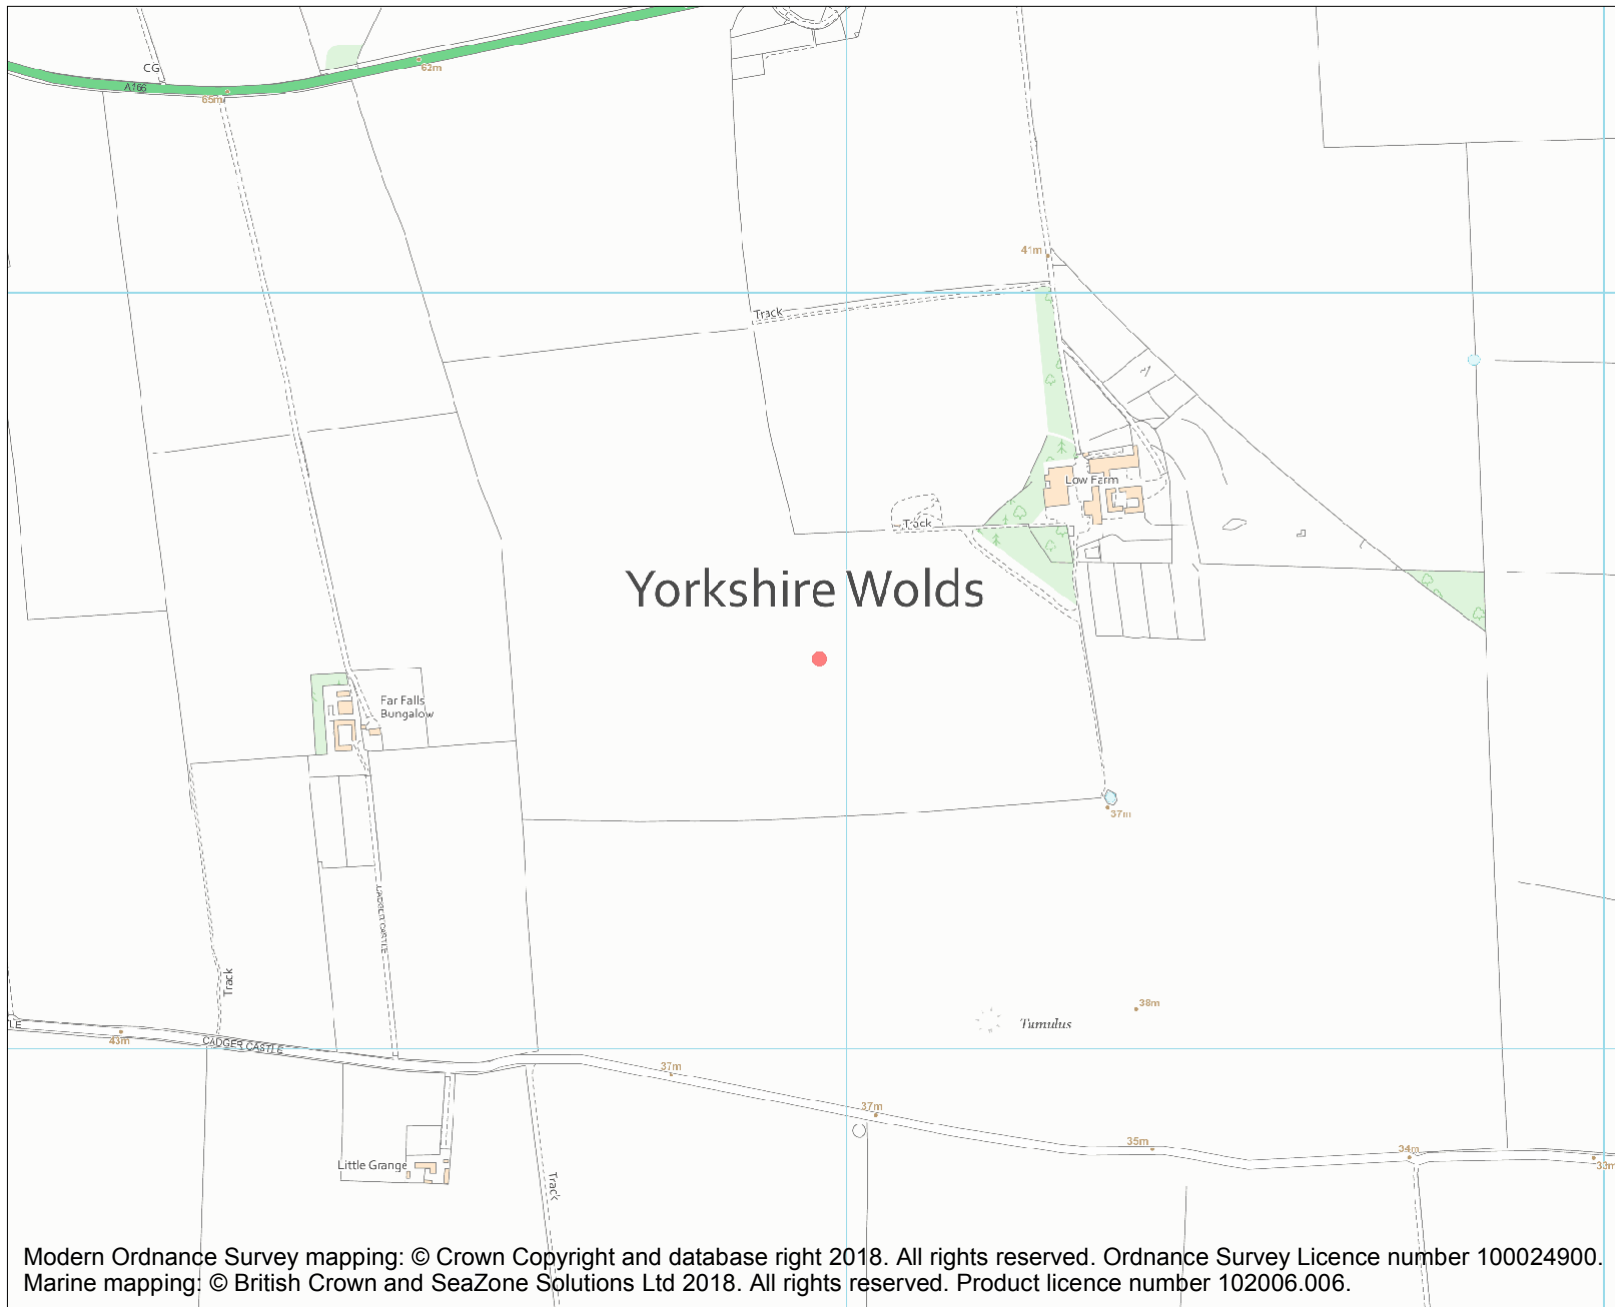 CG
A166
65m
62m
41m
Track
Low Farm
Track
Yorkshire Wolds
Far Falls
Bungalow
37m
Track
38m
Tumulus
LE
43m
CADGER CASTLE
37m
37m
35m
34m
33m
Little Grange
Track
Modern Ordnance Survey mapping: © Crown Copyright and database right 2018. All rights reserved. Ordnance Survey Licence number 100024900.
Marine mapping: © British Crown and SeaZone Solutions Ltd 2018. All rights reserved. Product licence number 102006.006.